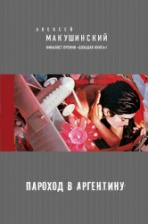 АЛЕКСЕЙ
МАКУШИНСКИЙ
ФИНАЛИСТ ПРЕМИИ «БОЛЬШАЯ КНИГА»
ПАРОХОД В АРГЕНТИНУ